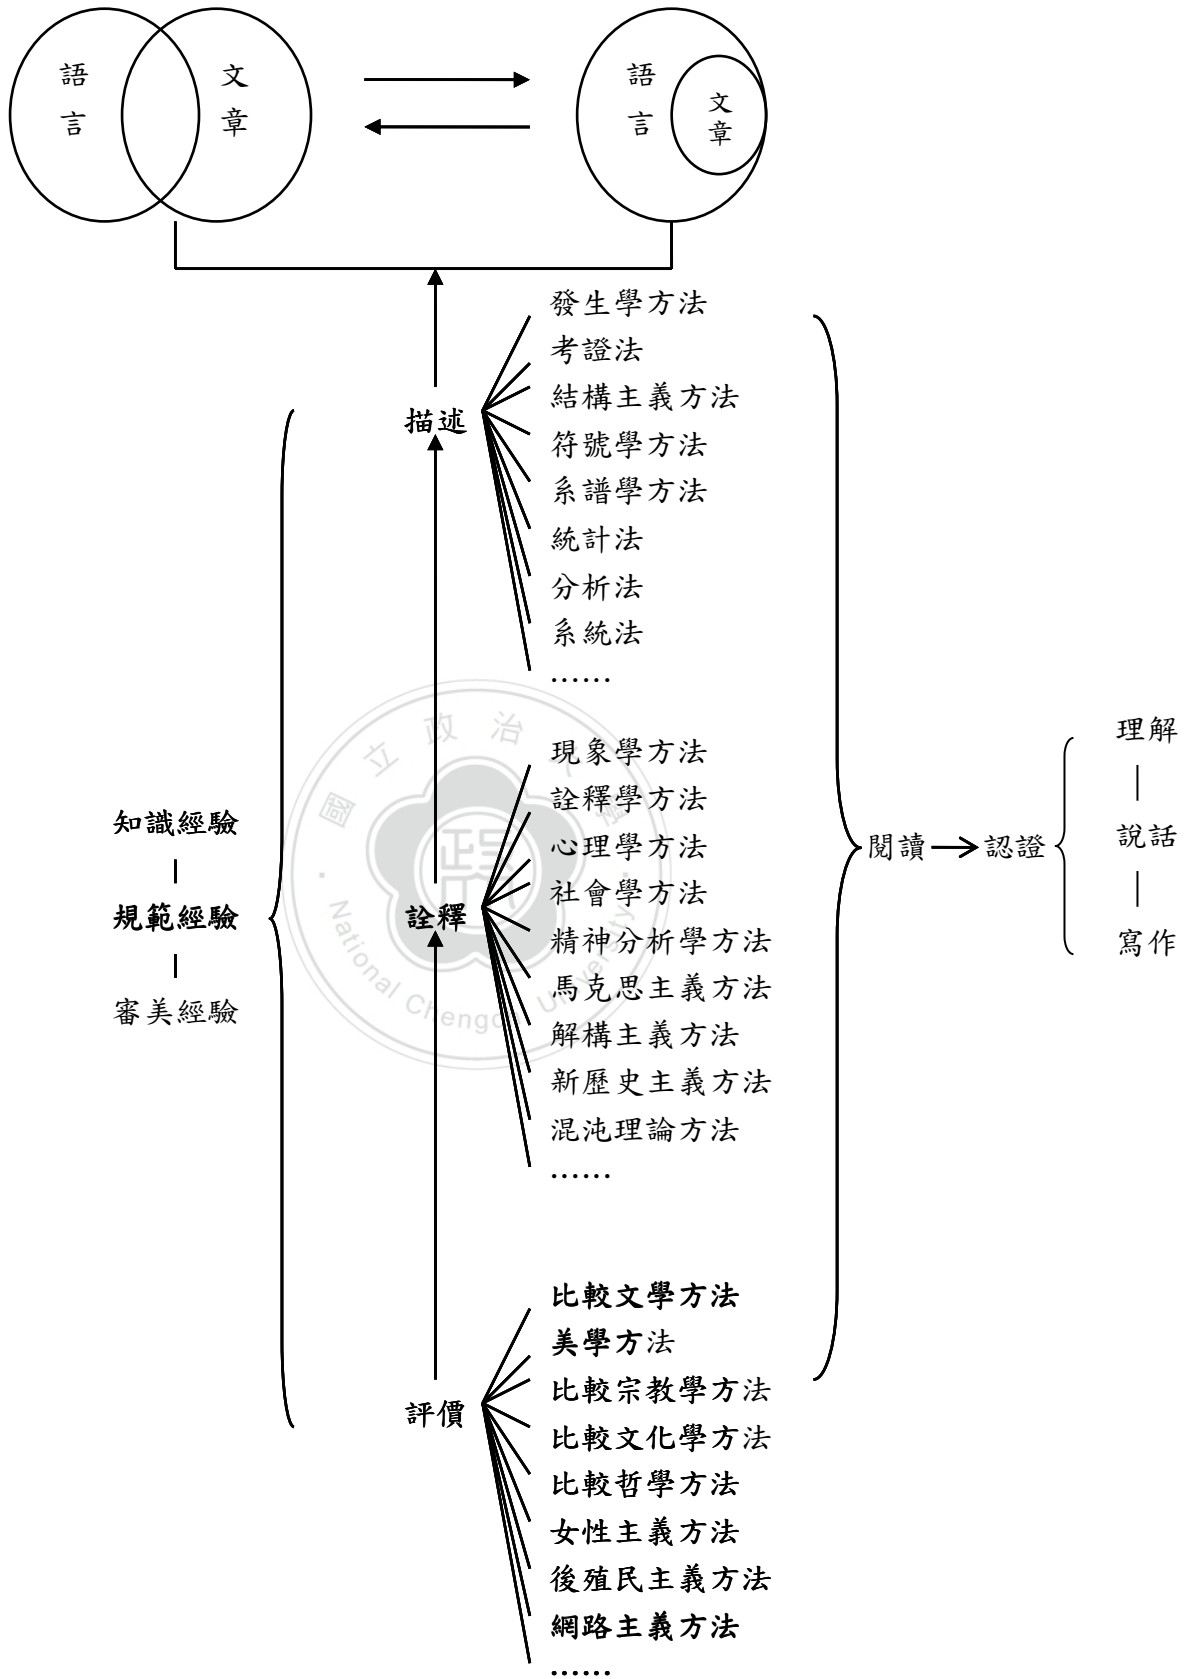 語言
文章
語言
文章
發生學方法
考證法
結構主義方法
描述
符號學方法
系譜學方法
統計法
分析法
系統法
……
國立政治大學
現象學方法
詮釋學方法
心理學方法
社會學方法
精神分析學方法
馬克思主義方法
解構主義方法
新歷史主義方法
混沌理論方法
……
National Chengchi University
知識經驗
規範經驗
審美經驗
詮釋
閱讀
認證
理解
說話
寫作
比較文學方法
美學方法
比較宗教學方法
評價
比較文化學方法
比較哲學方法
女性主義方法
後殖民主義方法
網路主義方法
……